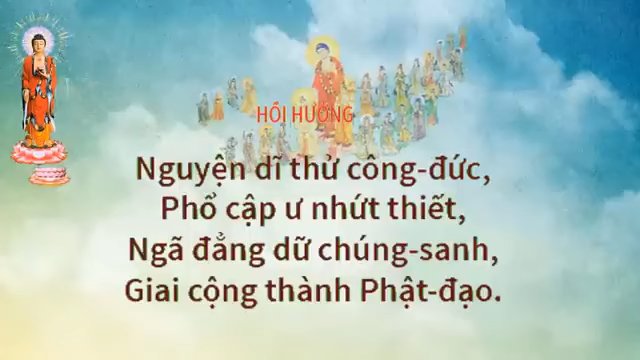 HỒI HƯỚNG
Nguyện dĩ thử công-đức,
Phổ cập ư nhứt thiết,
Ngã đẳng dữ chúng-sanh,
Giai cộng thành Phật-đạo.